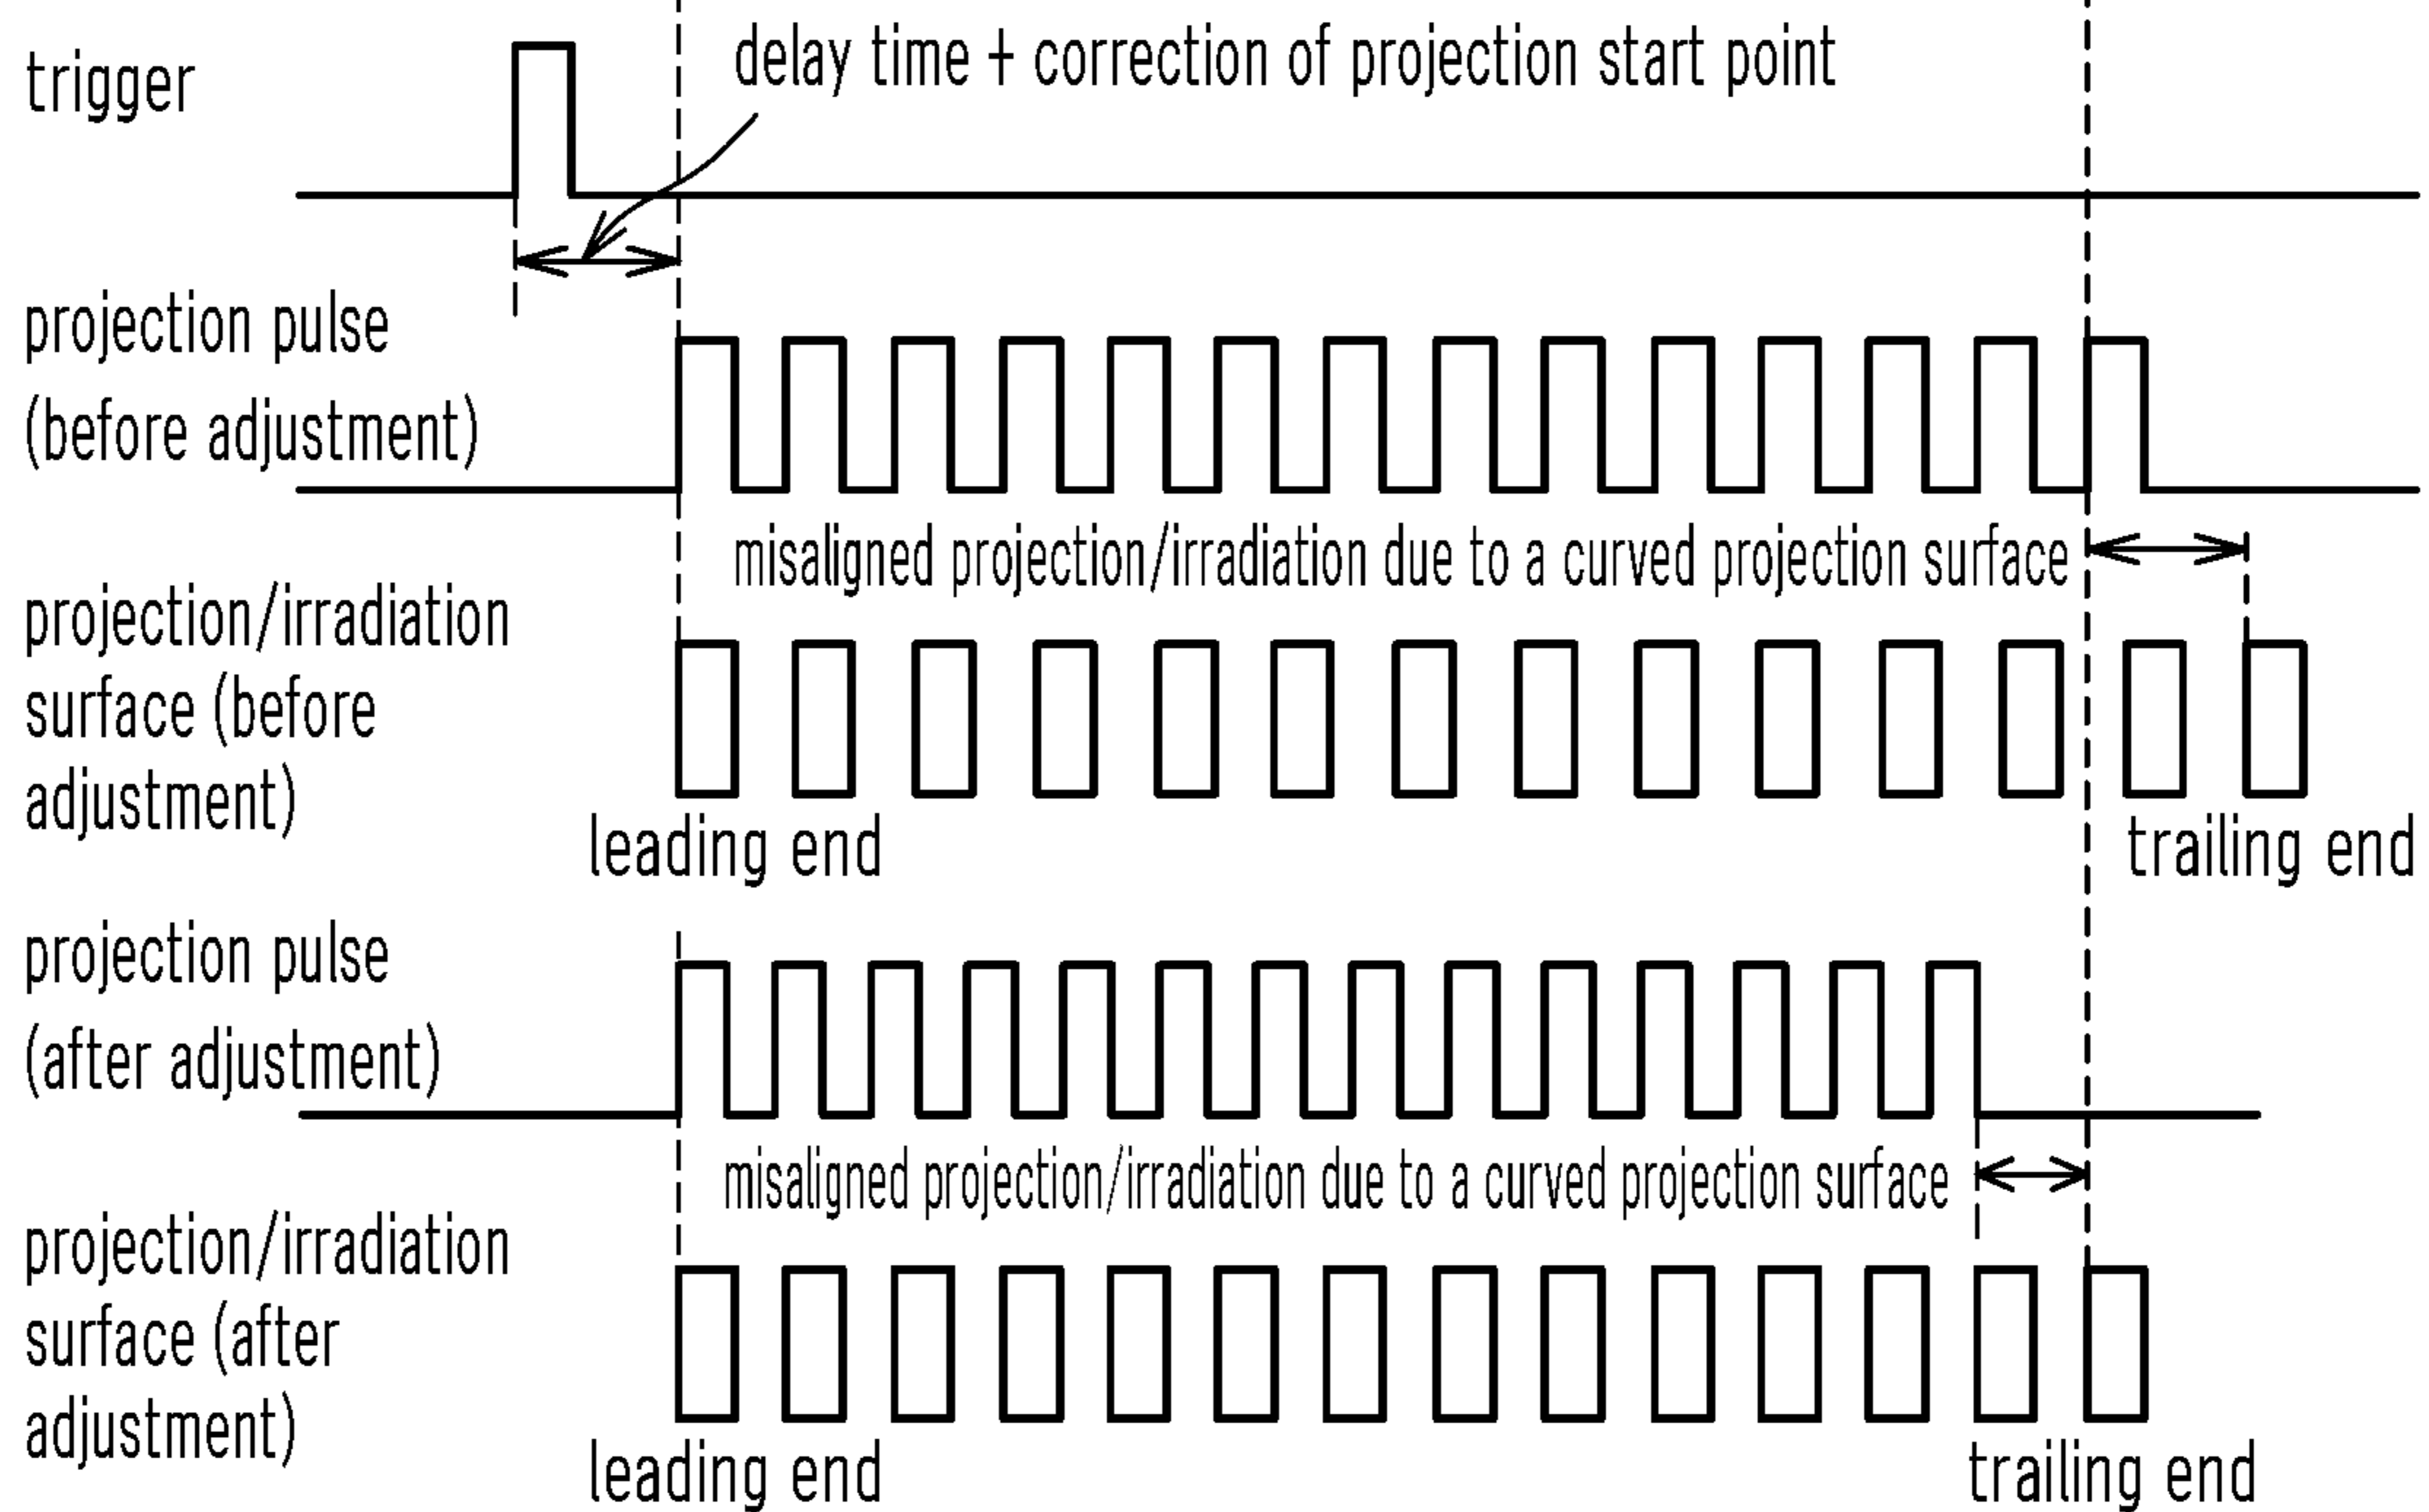 delay time + correction of projection start point
trigger
projection pulse
(before adjustment)
misaligned projection/irradiation due to a curved projection surface
projection/irradiation
surface (before
adjustment)
leading end
trailing end
projection pulse
(after adjustment)
misaligned projection/irradiation due to a curved projection surface
projection/irradiation
surface (after
adjustment)
leading end
trailing end